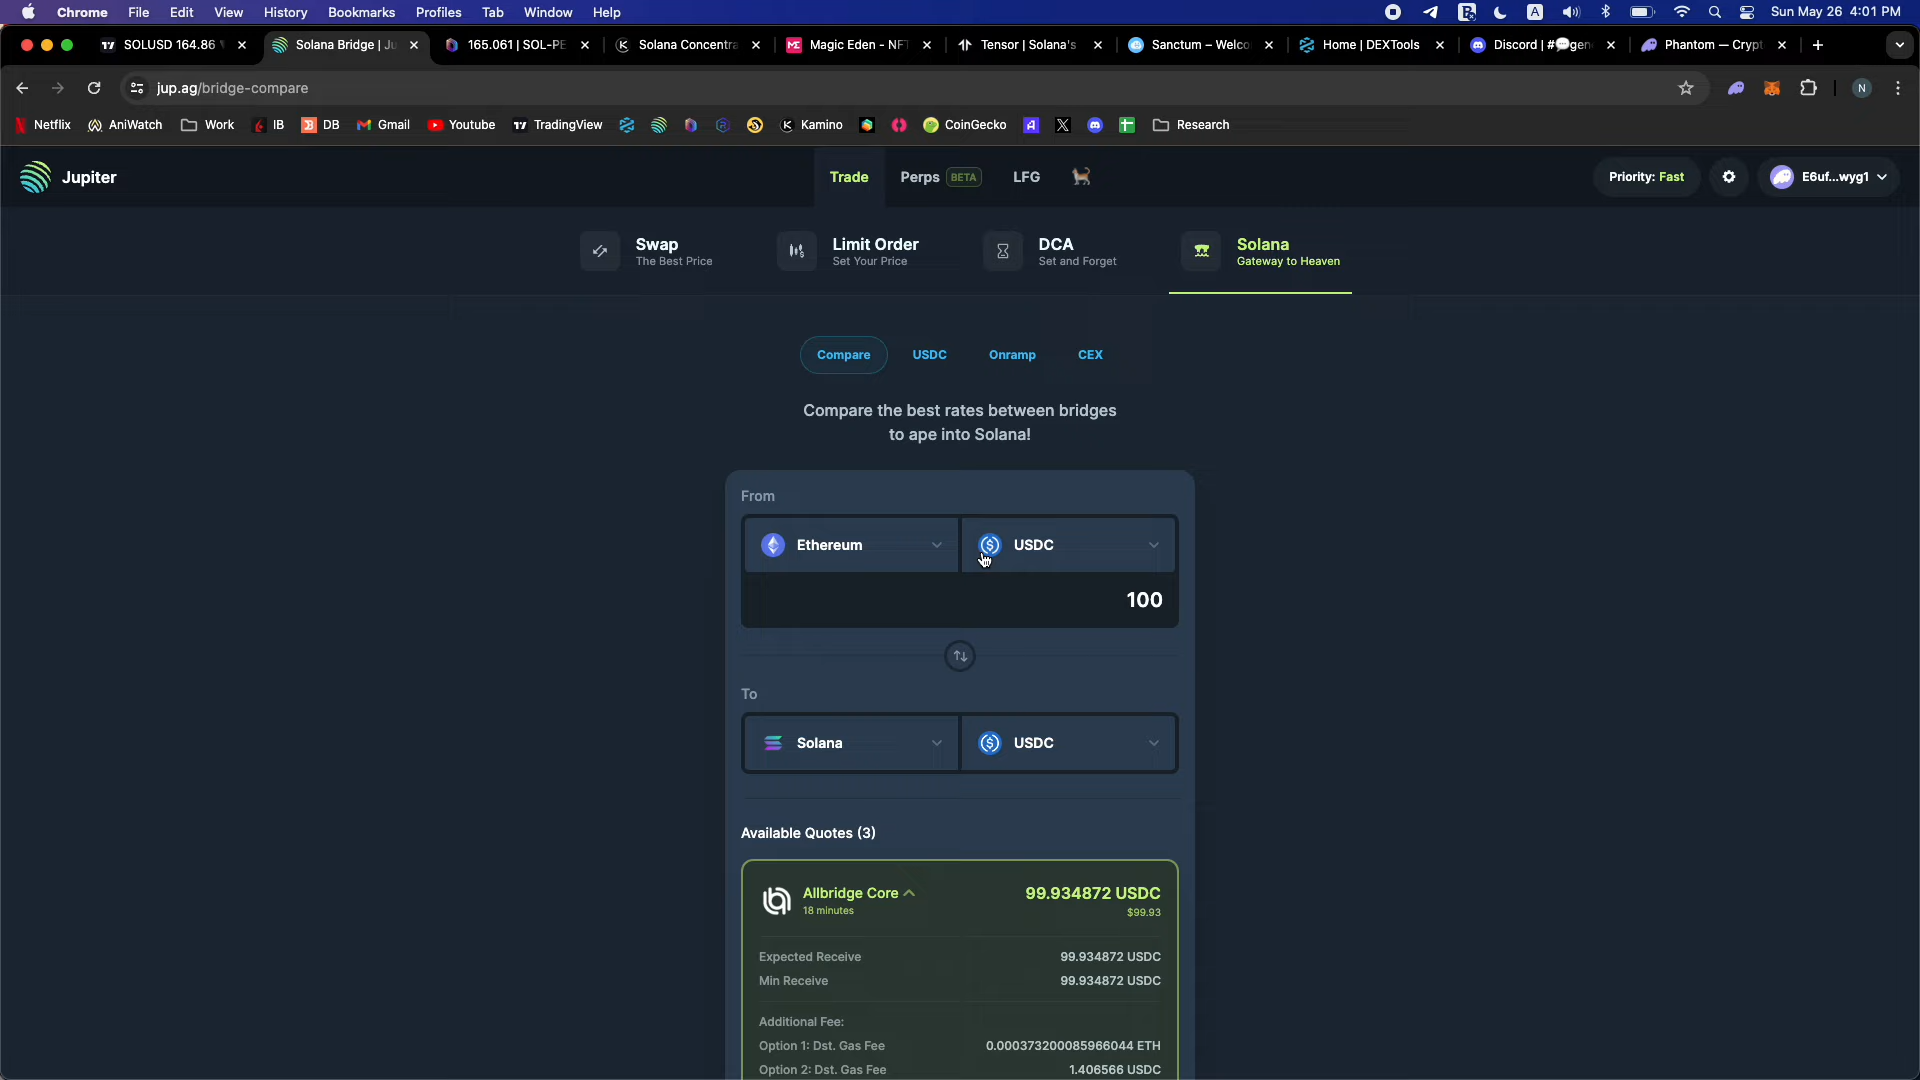 Chrome File Edit View History Bookmarks Profiles Tab Window Help A Sun May 26 4:01 PM
SOLUSD 164.86 Solana Bridge | Ju 165.061 | SOL-PE Solana Concentra Magic Eden - NFT Tensor | Solana's Sanctum – Welco Home | DEXTools Discord | #💬gen Phantom — Crypt
jup.ag/bridge-compare N
Netflix AniWatch Work IB DB Gmail Youtube TradingView Kamino CoinGecko Research
Jupiter Trade Perps BETA LFG Priority: Fast E6uf...wyg1
Swap Limit Order DCA Solana
The Best Price Set Your Price Set and Forget Gateway to Heaven
Compare USDC Onramp CEX
Compare the best rates between bridges
to ape into Solana!
From
Ethereum USDC
100
To
Solana USDC
Available Quotes (3)
Allbridge Core 99.934872 USDC
18 minutes $99.93
Expected Receive 99.934872 USDC
Min Receive 99.934872 USDC
Additional Fee:
Option 1: Dst. Gas Fee 0.000373200085966044 ETH
Option 2: Dst. Gas Fee 1.406566 USDC